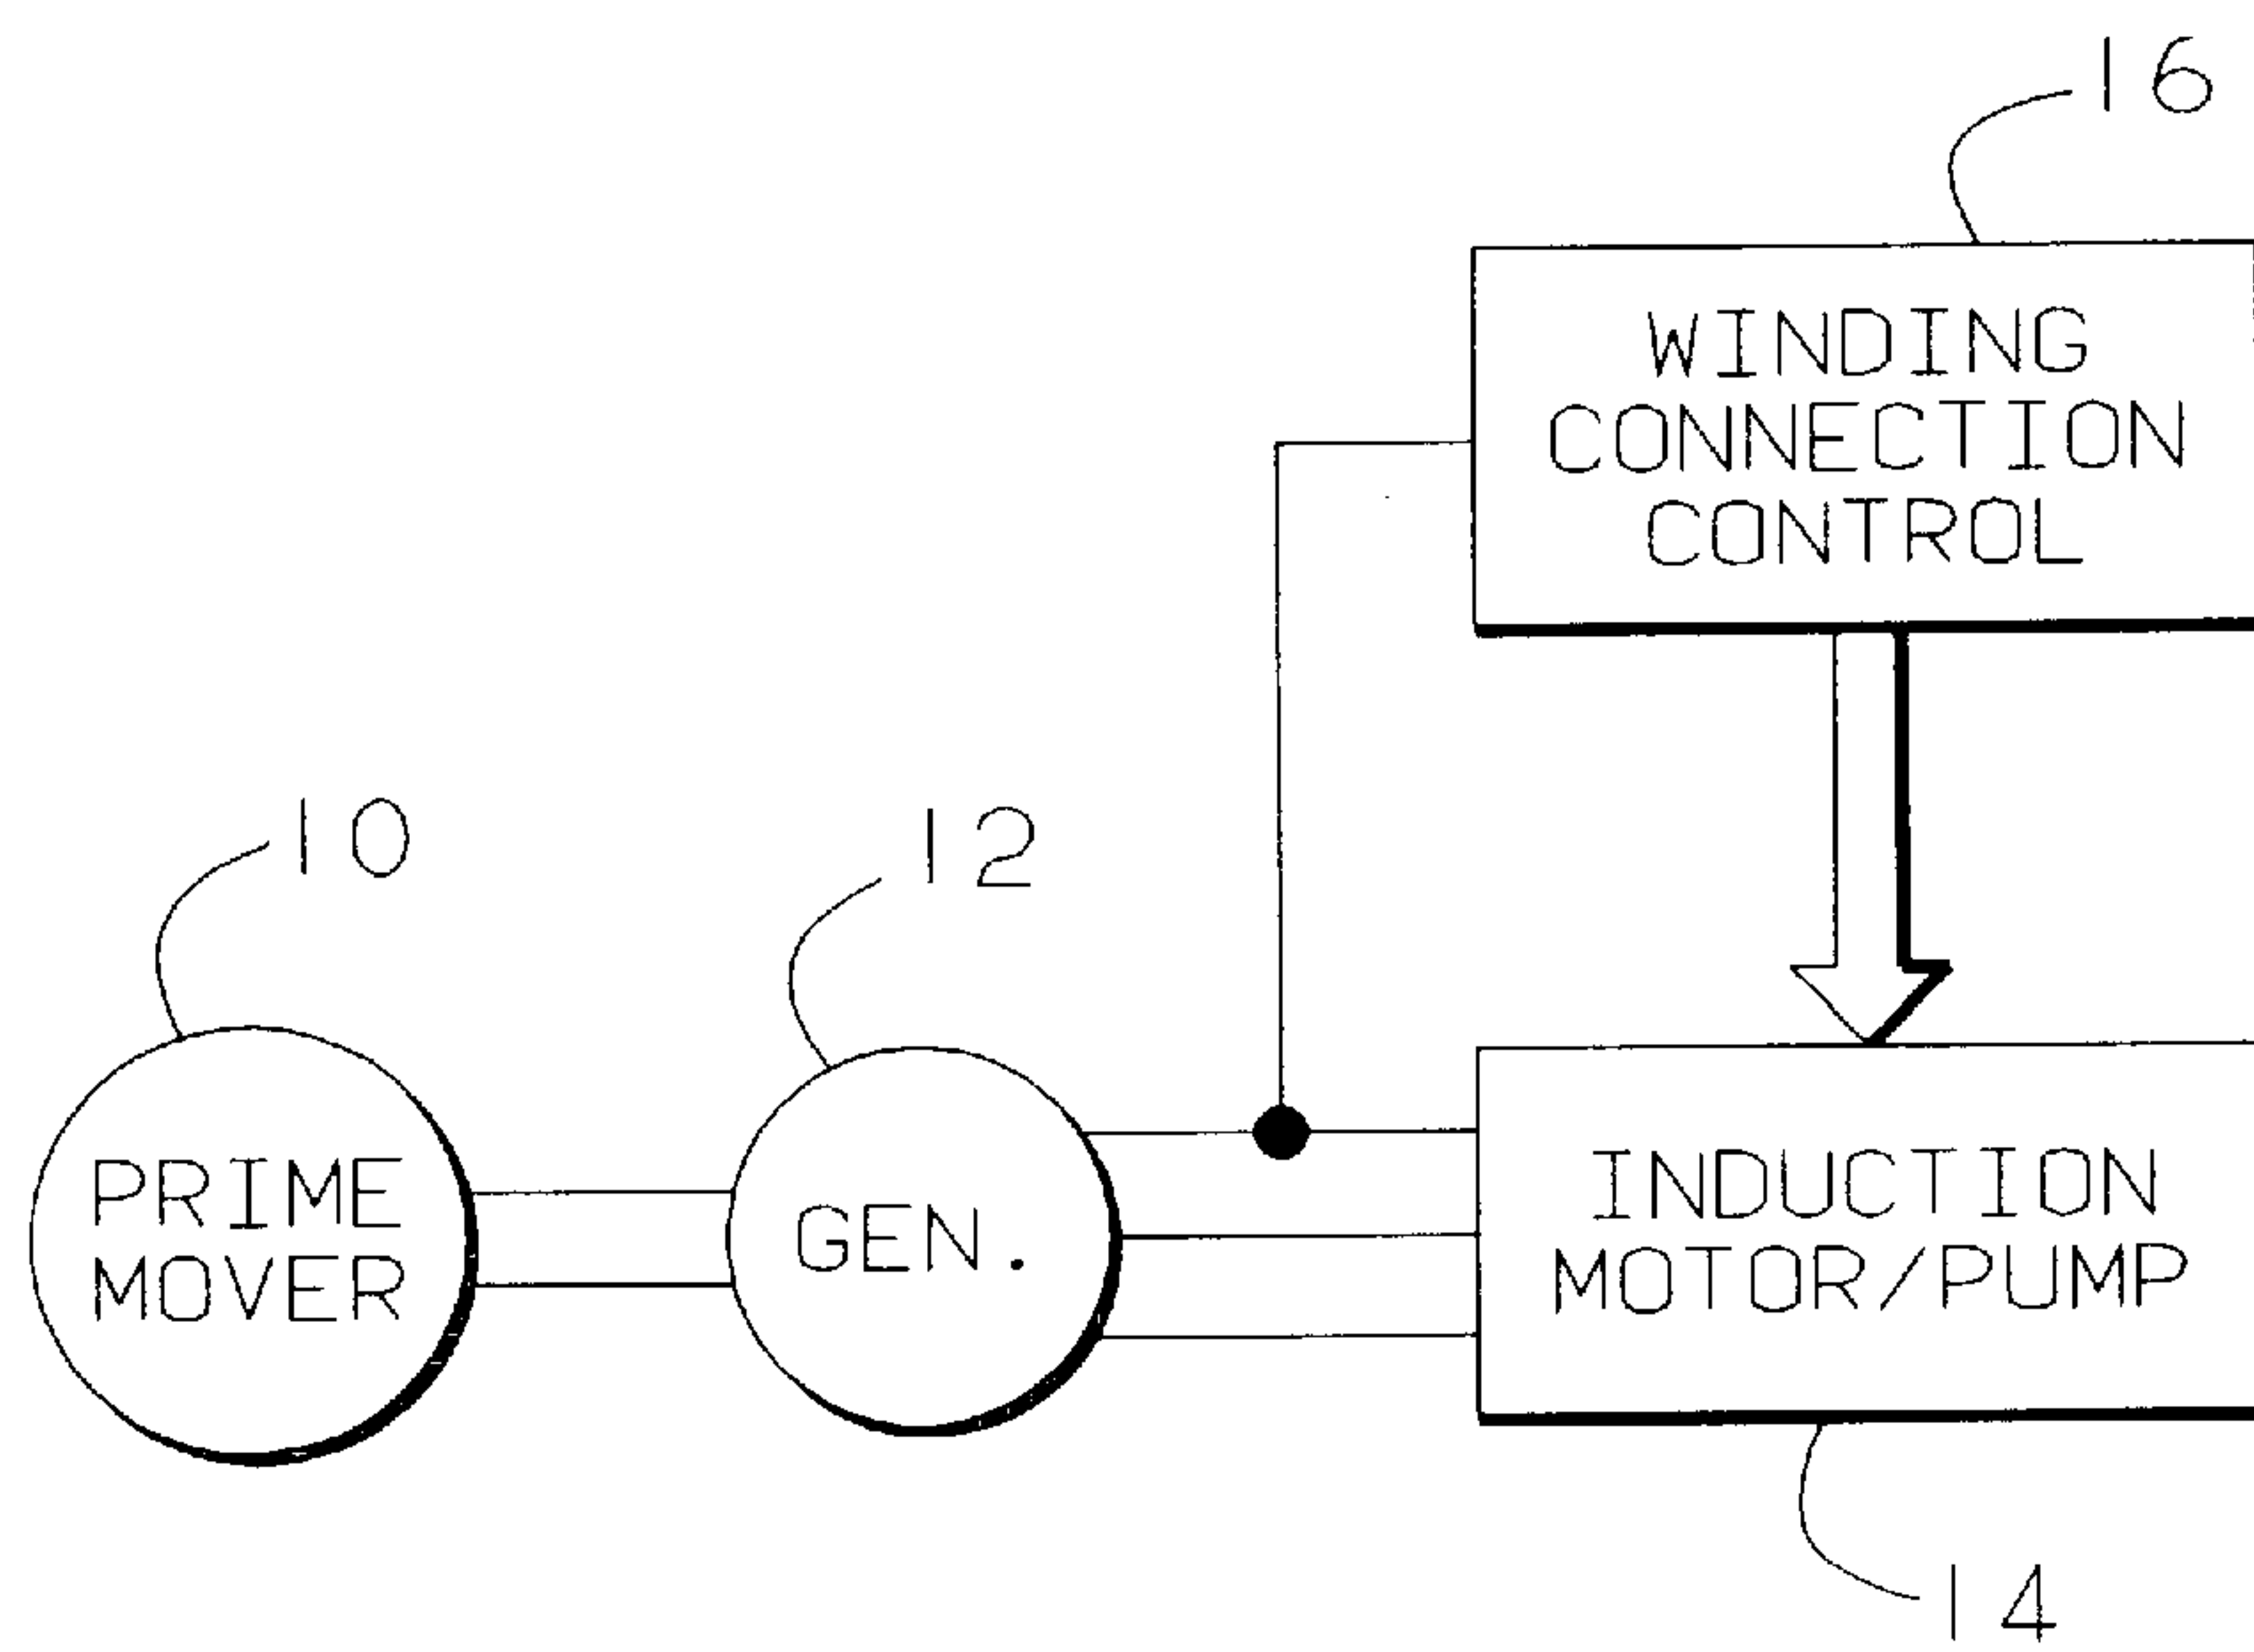 16
WINDING
CONNECTION
CONTROL
10
12
PRIME
MOVER
GEN.
INDUCTION
MOTOR/PUMP
14